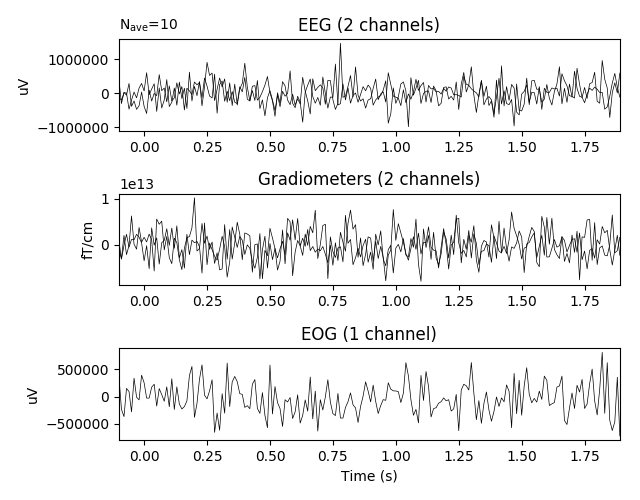 N_ave=10
EEG (2 channels)
uV
1000000
0
−1000000
0.00 0.25 0.50 0.75 1.00 1.25 1.50 1.75
1e13
Gradiometers (2 channels)
fT/cm
1
0
0.00 0.25 0.50 0.75 1.00 1.25 1.50 1.75
EOG (1 channel)
uV
500000
0
−500000
0.00 0.25 0.50 0.75 1.00 1.25 1.50 1.75
Time (s)